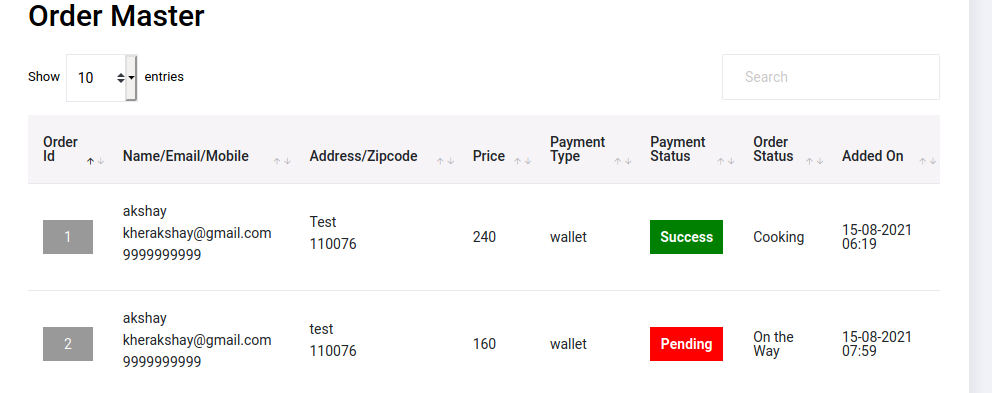 Order Master
Show 10 entries
Search
Order Id Name/Email/Mobile Address/Zipcode Price Payment Type Payment Status Order Status Added On
1 akshay kherakshay@gmail.com 9999999999 Test 110076 240 wallet Success Cooking 15-08-2021 06:19
2 akshay kherakshay@gmail.com 9999999999 test 110076 160 wallet Pending On the Way 15-08-2021 07:59